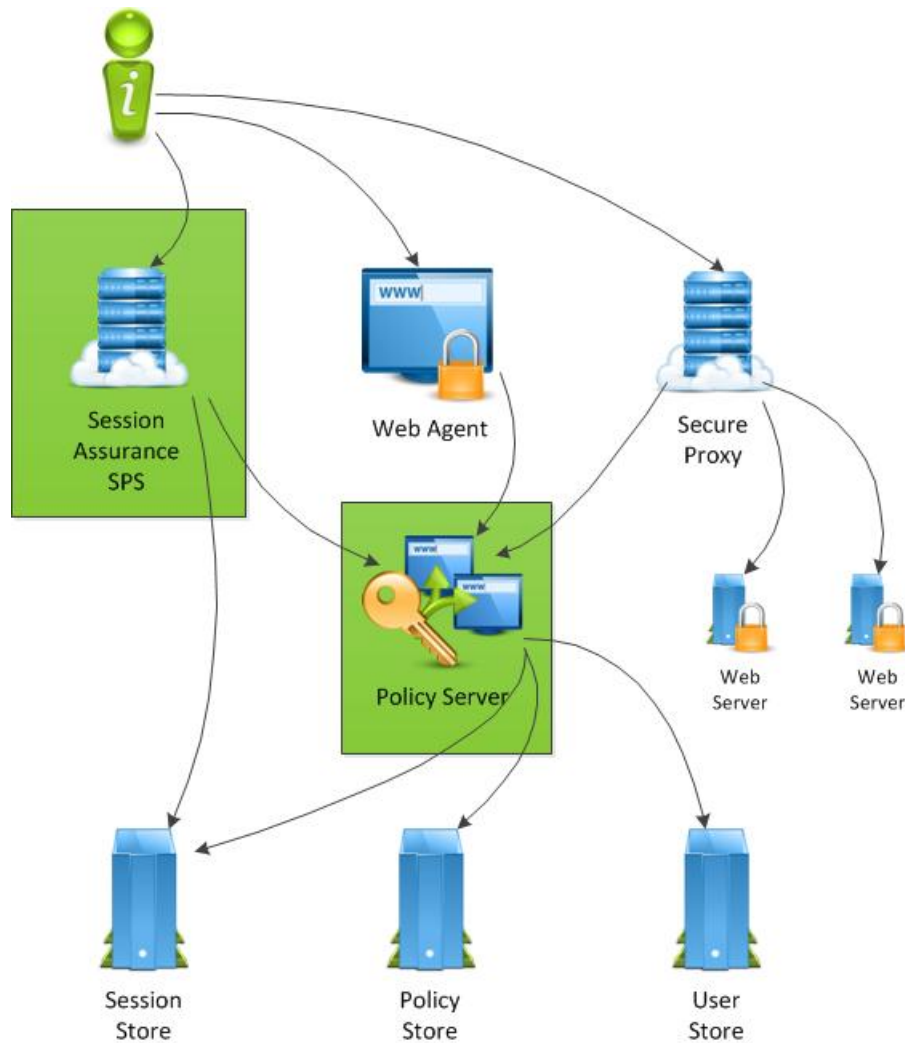 i
www
Session
Assurance
SPS
Web Agent
Secure
Proxy
www
www
Policy Server
Web
Server
Web
Server
Session
Store
Policy
Store
User
Store